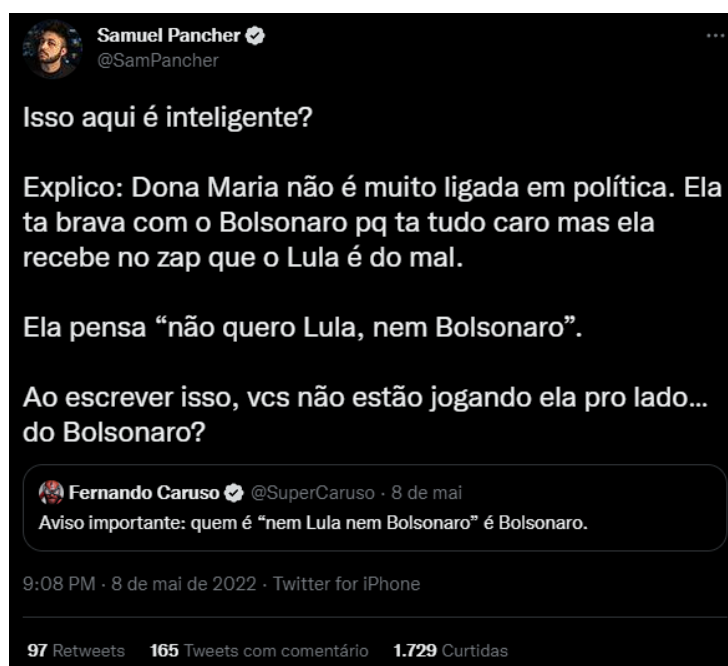 Samuel Pancher
@SamPancher
Isso aqui é inteligente?
Explico: Dona Maria não é muito ligada em política. Ela
ta brava com o Bolsonaro pq ta tudo caro mas ela
recebe no zap que o Lula é do mal.
Ela pensa “não quero Lula, nem Bolsonaro”.
Ao escrever isso, vcs não estão jogando ela pro lado...
do Bolsonaro?
Fernando Caruso @SuperCaruso · 8 de mai
Aviso importante: quem é “nem Lula nem Bolsonaro” é Bolsonaro.
9:08 PM · 8 de mai de 2022 · Twitter for iPhone
97 Retweets 165 Tweets com comentário 1.729 Curtidas